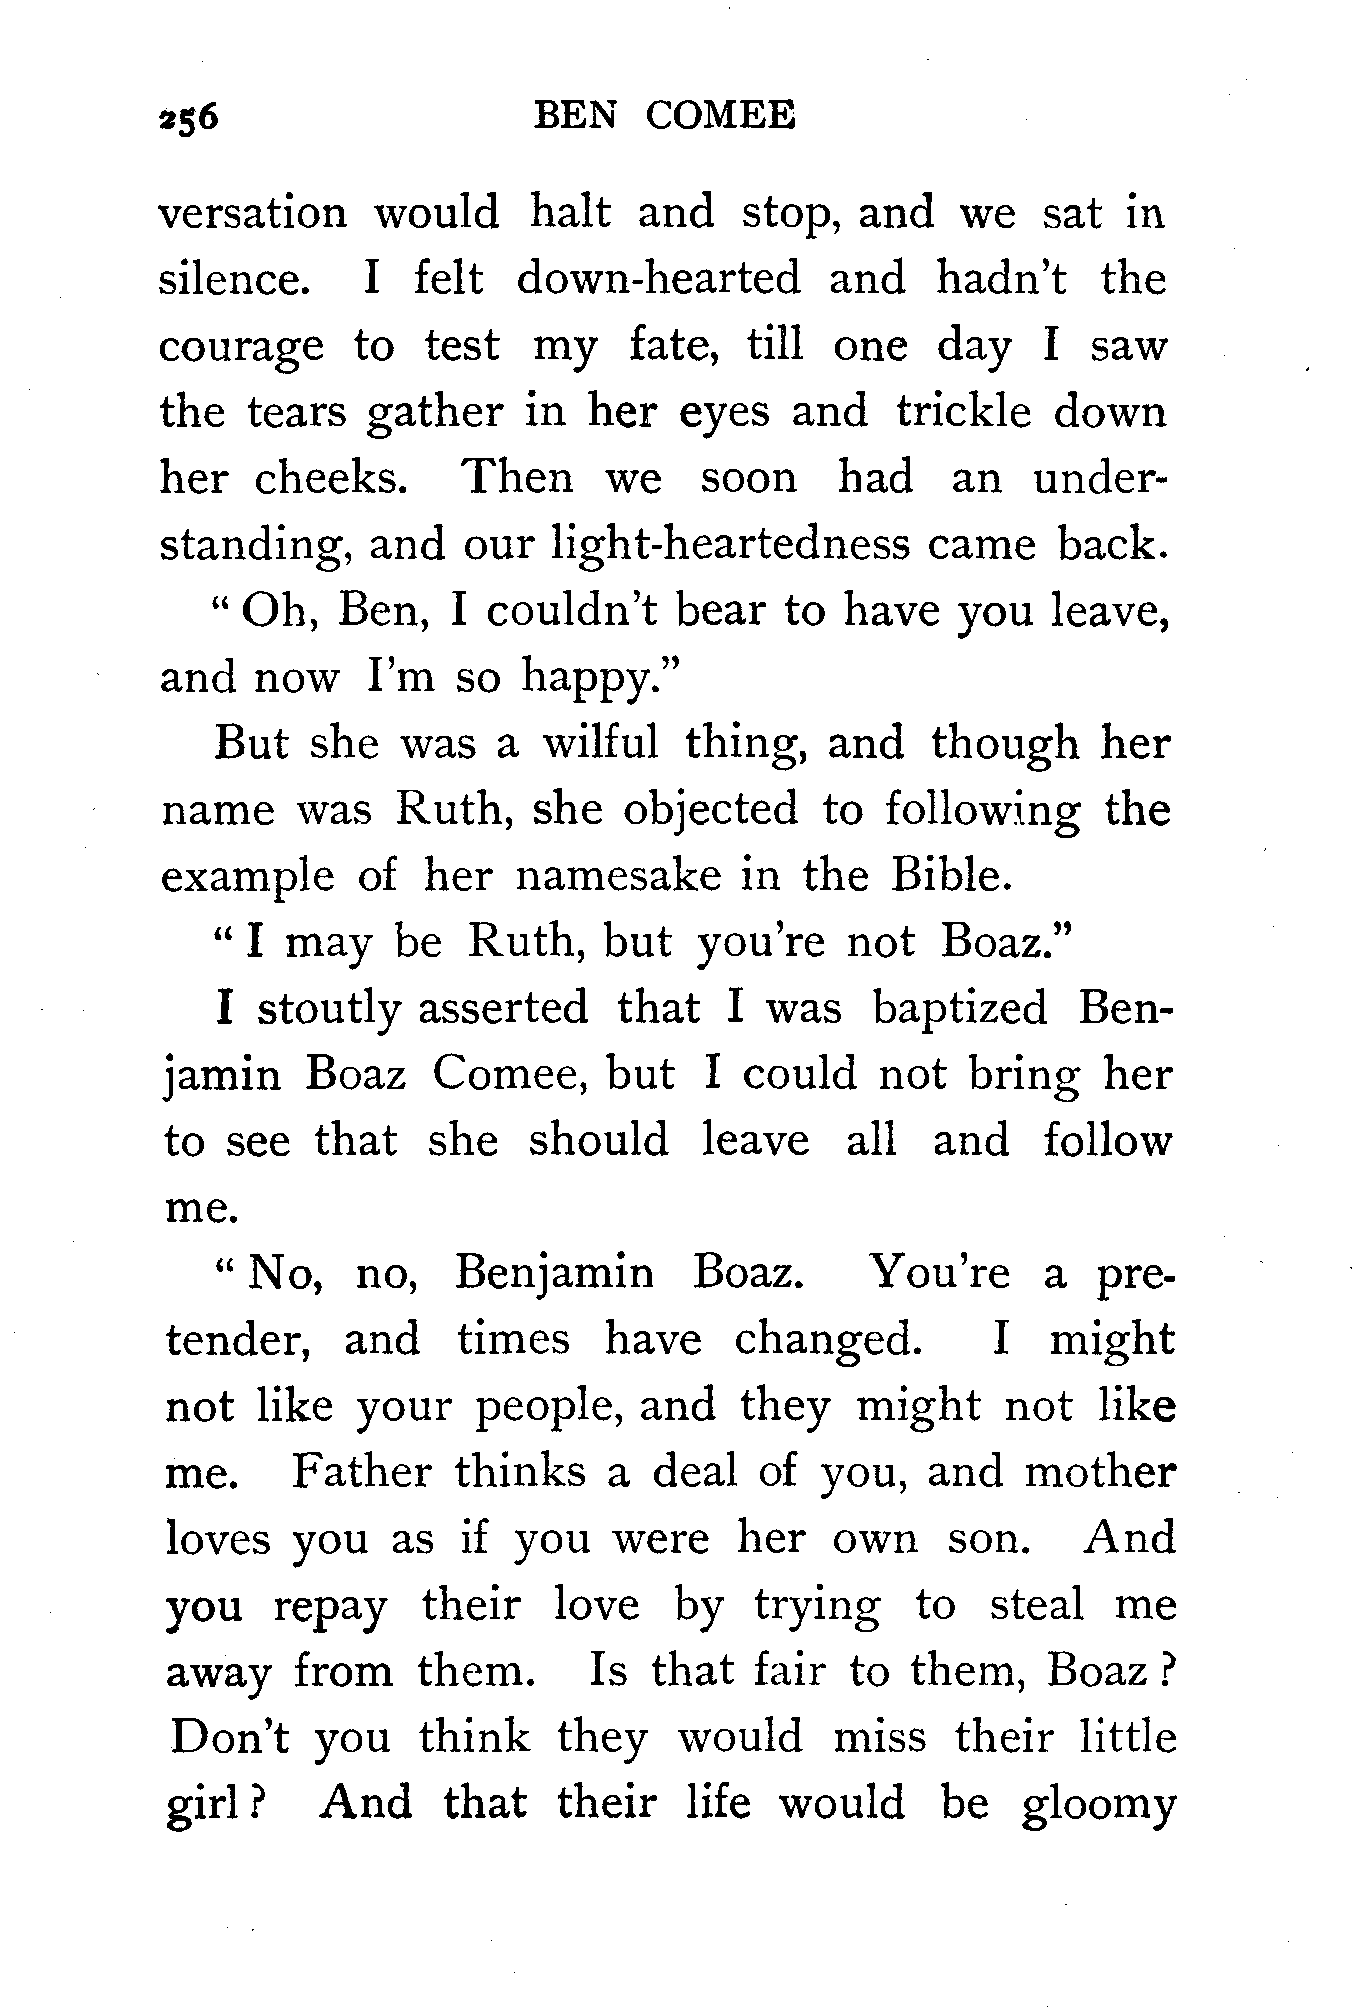 256 BEN COMEE
versation would halt and stop, and we sat in
silence. I felt down-hearted and hadn't the
courage to test my fate, till one day I saw
the tears gather in her eyes and trickle down
her cheeks. Then we soon had an under-
standing, and our light-heartedness came back.
" Oh, Ben, I couldn't bear to have you leave,
and now I'm so happy."
But she was a wilful thing, and though her
name was Ruth, she objected to following the
example of her namesake in the Bible.
" I may be Ruth, but you're not Boaz."
I stoutly asserted that I was baptized Ben-
jamin Boaz Comee, but I could not bring her
to see that she should leave all and follow
me.
" No, no, Benjamin Boaz. You're a pre-
tender, and times have changed. I might
not like your people, and they might not like
me. Father thinks a deal of you, and mother
loves you as if you were her own son. And
you repay their love by trying to steal me
away from them. Is that fair to them, Boaz ?
Don't you think they would miss their little
girl ? And that their life would be gloomy